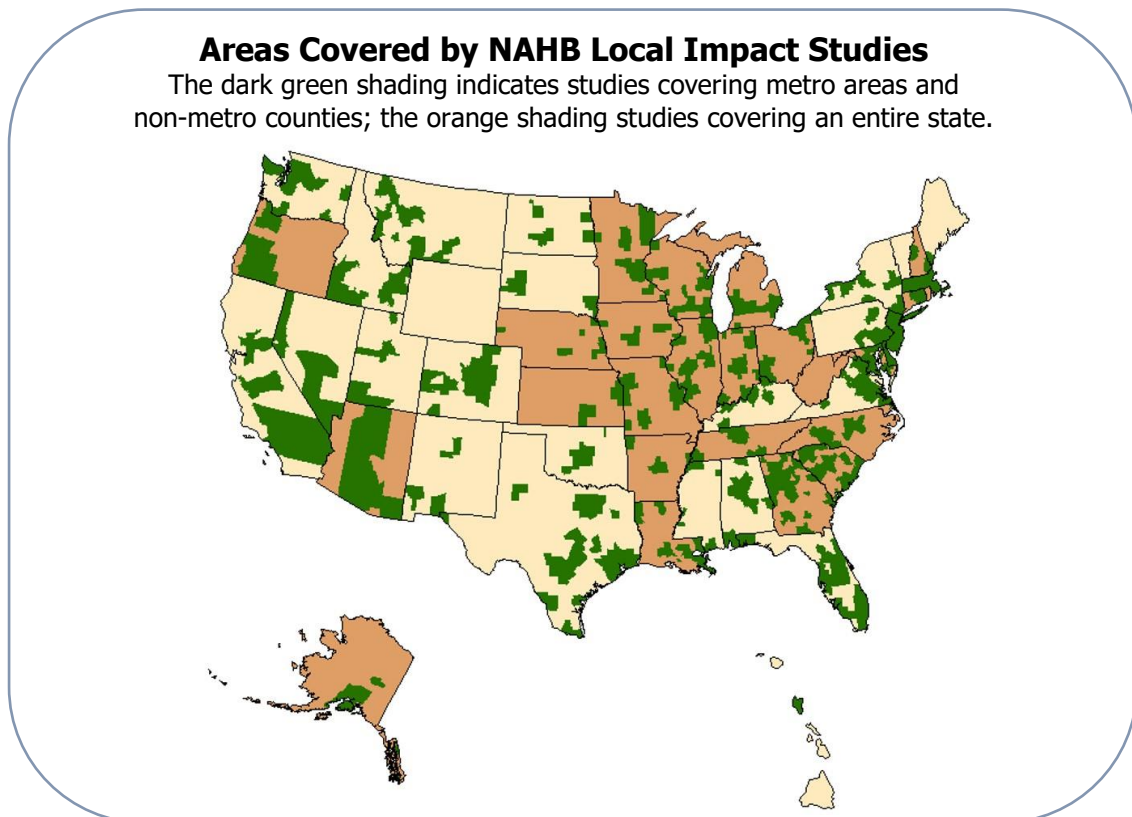 Areas Covered by NAHB Local Impact Studies
The dark green shading indicates studies covering metro areas and
non-metro counties; the orange shading studies covering an entire state.